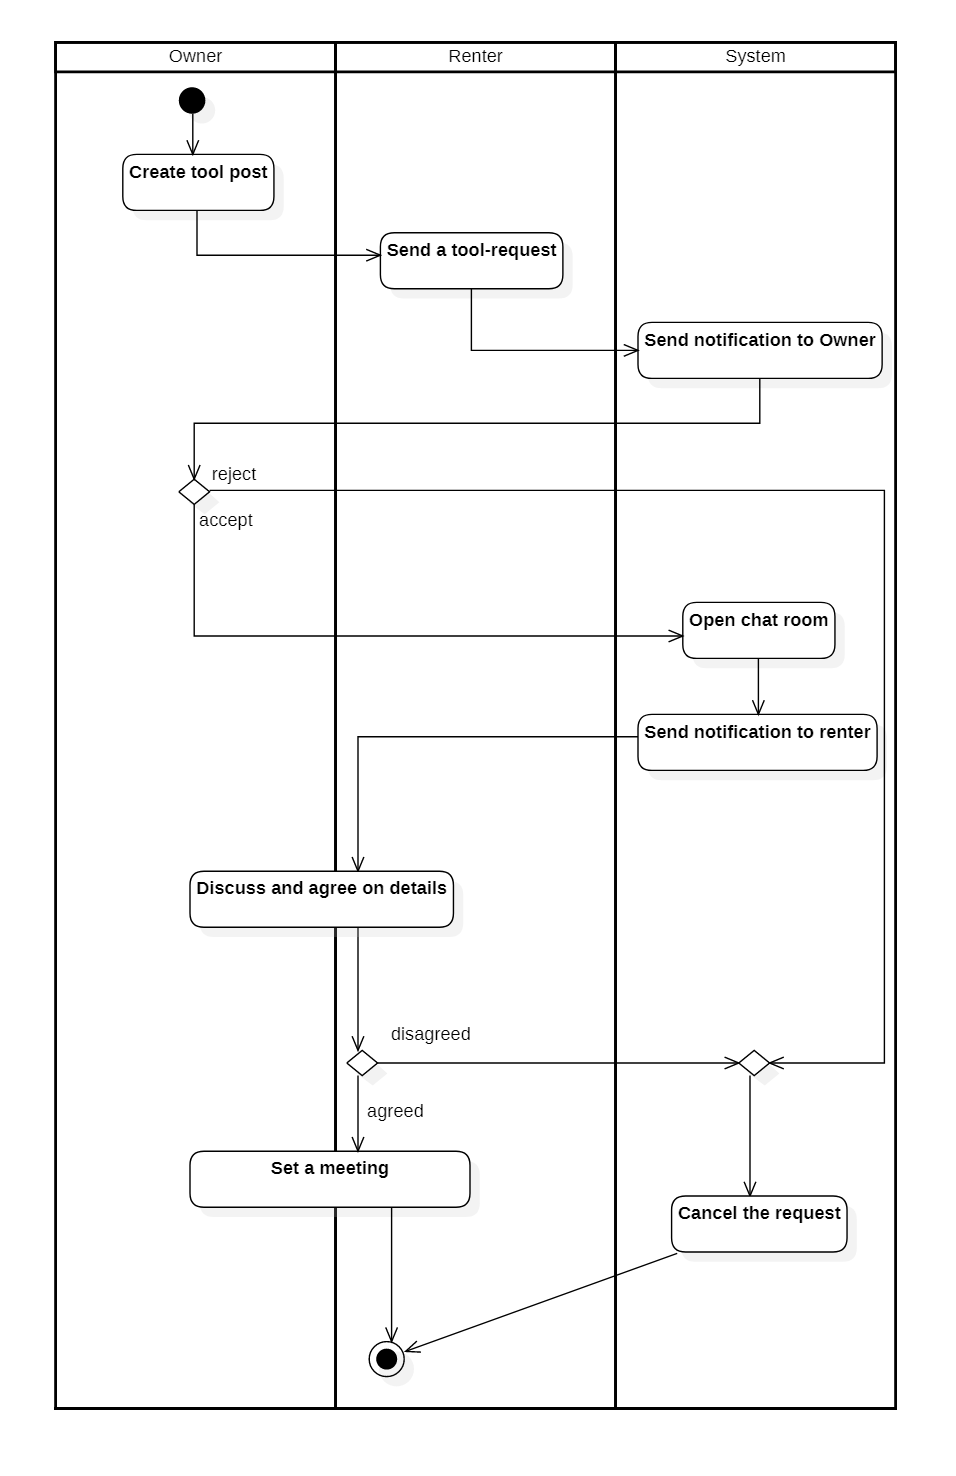 Owner
Renter
System
Create tool post
Send a tool-request
Send notification to Owner
reject
accept
Open chat room
Send notification to renter
Discuss and agree on details
disagreed
agreed
Set a meeting
Cancel the request